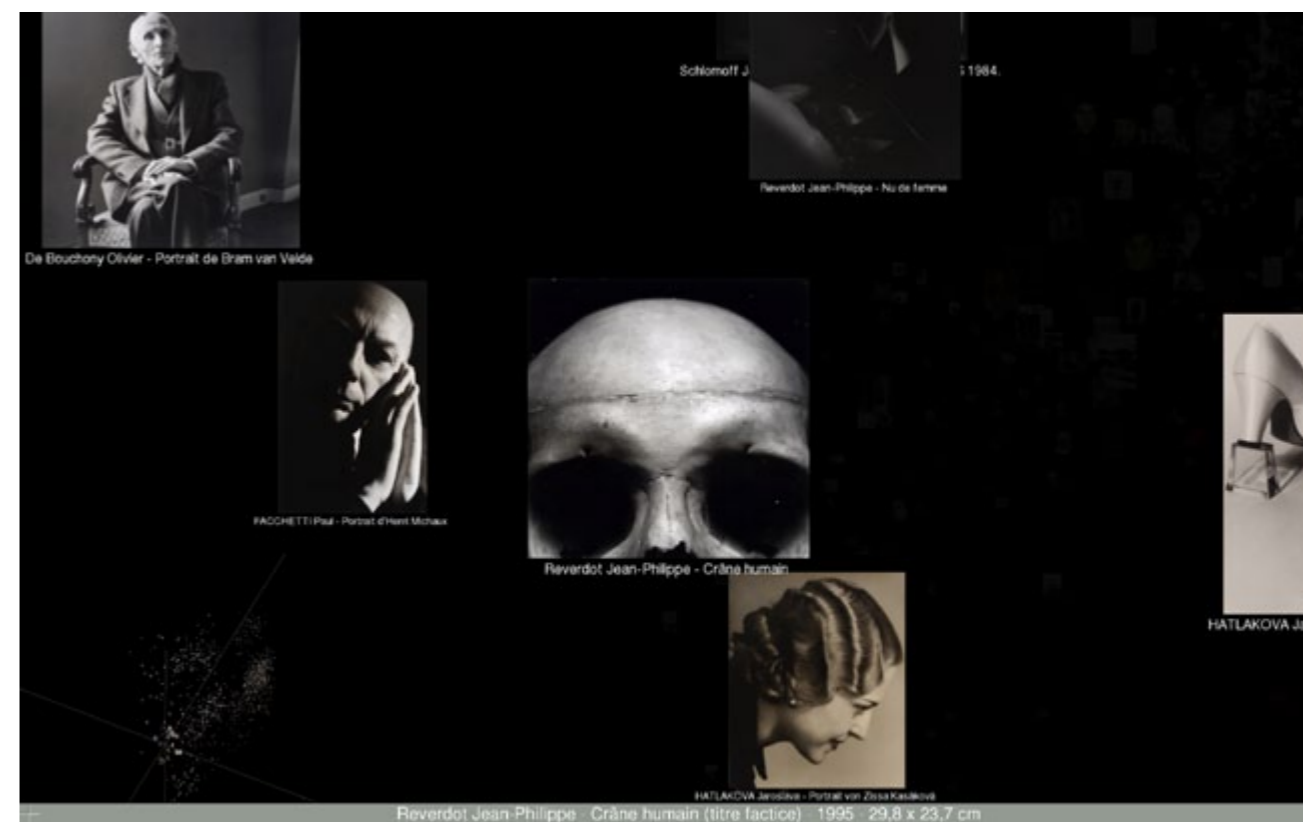 Schlomoff J
S 1984.
Reverdot Jean-Philippe - Nu de femme
De Bouchony Olivier - Portrait de Bram van Velde
FACCHETTI Paul - Portrait d'Henri Michaux
Reverdot Jean-Philippe - Crâne humain
HATLAKOVA Ja
HATLAKOVA Jaroslava - Portrait von Zissa Kasáková
Reverdot Jean-Philippe - Crâne humain (titre factice) - 1995 - 29,8 x 23,7 cm